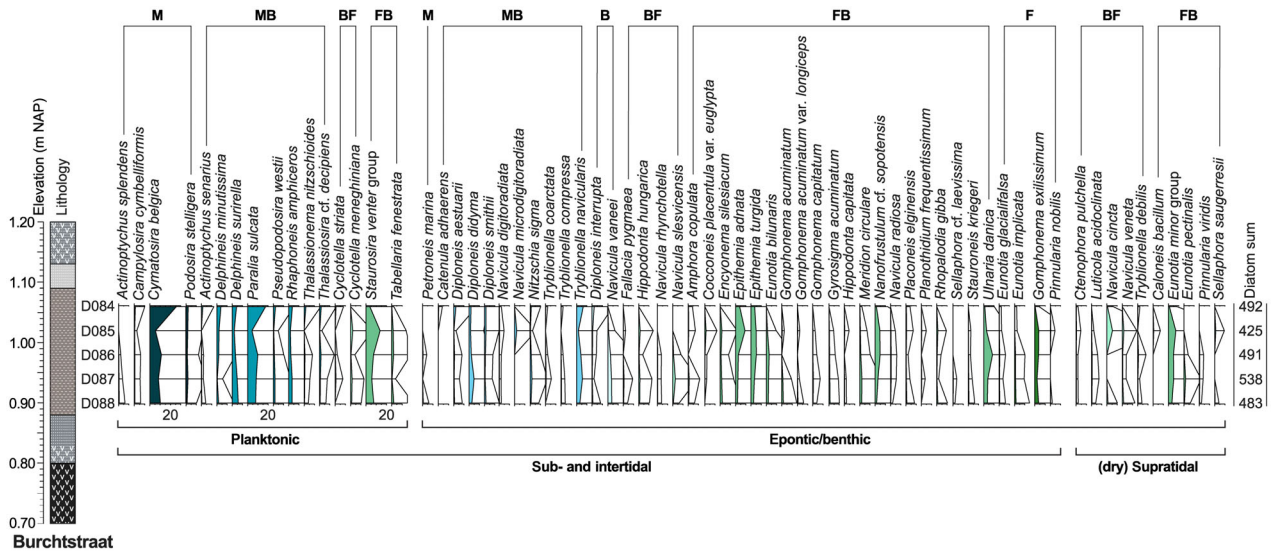 M MB BF FB M MB B BF FB F BF FB
Elevation (m NAP)
Lithology
Actinoptychus splendens
Campylosira cymbelliformis
Cymatosira belgica
Podosira stelligera
Actinoptychus senarius
Delphineis minutissima
Delphineis surirella
Paralia sulcata
Pseudopodosira westii
Rhaphoneis amphiceros
Thalassionema nitzschioides
Thalassiosira cf. decipiens
Cyclotella striata
Cyclotella meneghiniana
Staurosira venter group
Tabellaria fenestrata
Petroneis marina
Catenula adhaerens
Diploneis aestuarii
Diploneis didyma
Diploneis smithii
Navicula digitoradiata
Navicula microdigitoradiata
Nitzschia sigma
Tryblionella coarctata
Tryblionella compressa
Tryblionella navicularis
Diploneis interrupta
Navicula vaneei
Fallacia pygmaea
Hippodonta hungarica
Navicula rhynchotella
Navicula slesvicensis
Amphora copulata
Cocconeis placentula var. euglypta
Encyonema silesiacum
Epithemia adnata
Epithemia turgida
Eunotia bilunaris
Gomphonema acuminatum
Gomphonema acuminatum var. longiceps
Gomphonema capitatum
Gyrosigma acuminatum
Hippodonta capitata
Meridion circulare
Nanofrustulum cf. sopotensis
Navicula radiosa
Placoneis elginensis
Planothidium frequentissimum
Rhopalodia gibba
Sellaphora cf. laevissima
Stauroneis kriegeri
Ulnaria danica
Eunotia glacialifalsa
Eunotia implicata
Gomphonema exilissimum
Pinnularia nobilis
Ctenophora pulchella
Luticola acidoclinata
Navicula cincta
Navicula veneta
Tryblionella debilis
Caloneis bacillum
Eunotia minor group
Eunotia pectinalis
Pinnularia viridis
Sellaphora saugerresii
Diatom sum
1.20
1.10
1.00
0.90
0.80
0.70
D084 492
D085 425
D086 491
D087 538
D088 483
20 20 20
Planktonic Epontic/benthic
Sub- and intertidal (dry) Supratidal
Burchtstraat